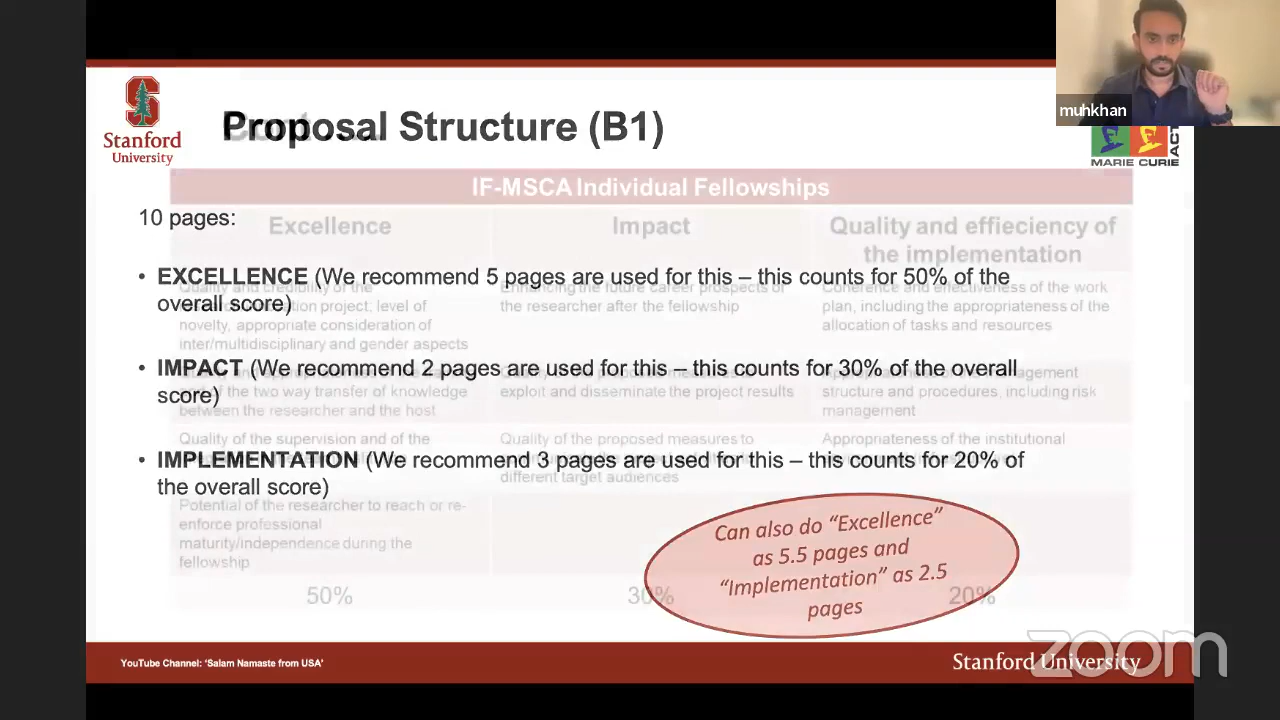 muhkhan
Stanford
University
Proposal Structure (B1)
MARIE CURIE
ACT
IF-MSCA Individual Fellowships
10 pages:
Excellence
Impact
Quality and effieciency of
the implementation
• EXCELLENCE (We recommend 5 pages are used for this – this counts for 50% of the
overall score)
Quality and credibility of the
project; level of
novelty, appropriate consideration of
inter/multidisciplinary and gender aspects
Enhancing the future career prospects of
the researcher after the fellowship
Coherence and effectiveness of the work
plan, including the appropriateness of the
allocation of tasks and resources
• IMPACT (We recommend 2 pages are used for this – this counts for 30% of the overall
score)
of the two way transfer of knowledge
between the researcher and the host
exploit and disseminate the project results
structure and procedures, including risk
management
Quality of the supervision and of the
Quality of the proposed measures to
different target audiences
Appropriateness of the institutional
• IMPLEMENTATION (We recommend 3 pages are used for this – this counts for 20% of
the overall score)
Potential of the researcher to reach or re-
enforce professional
maturity/independence during the
fellowship
Can also do “Excellence”
as 5.5 pages and
“Implementation” as 2.5
pages
50%
30%
20%
YouTube Channel: 'Salam Namaste from USA'
Stanford University
zoom